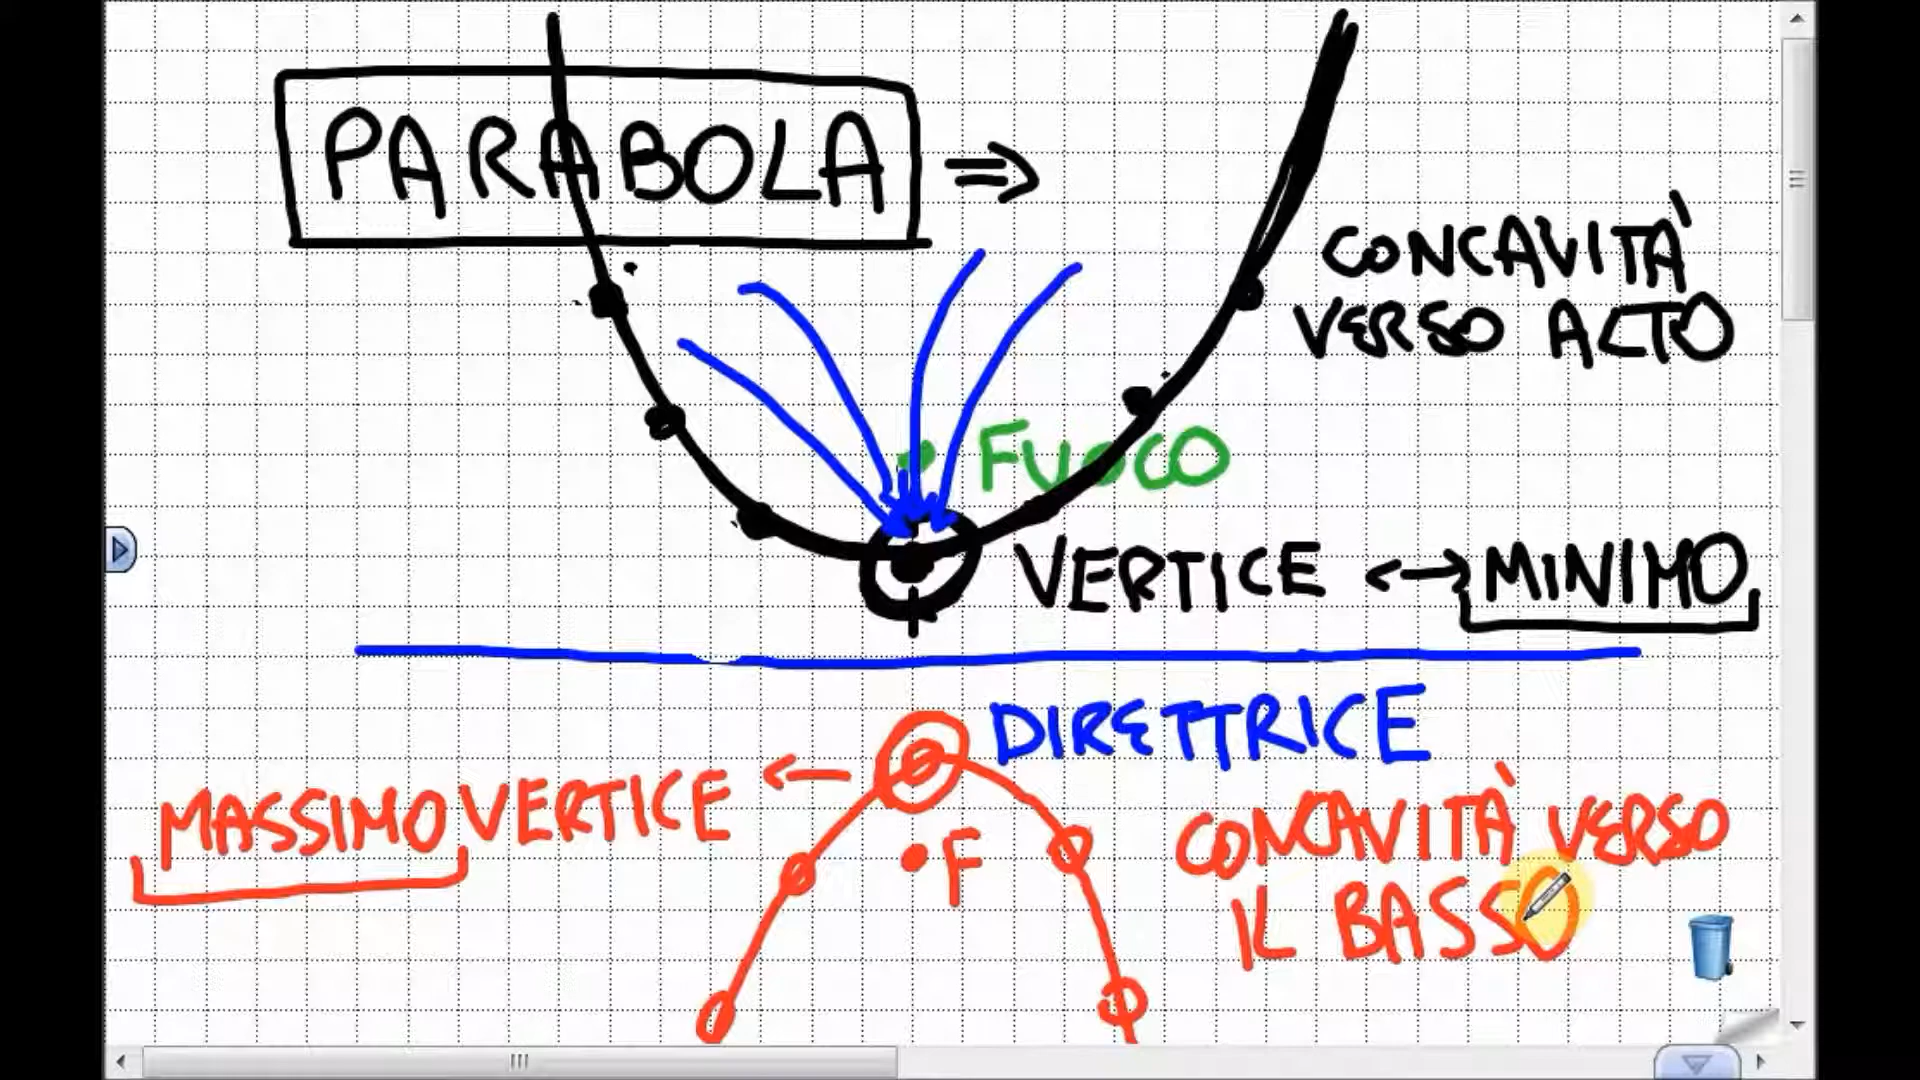 PARABOLA ⇒
CONCAVITÀ
VERSO ALTO
FUOCO
VERTICE <-> MINIMO
DIRETTRICE
MASSIMO VERTICE <-
F
CONCAVITÀ VERSO
IL BASSO